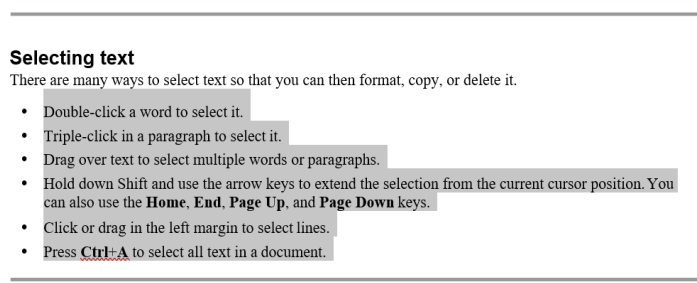 Selecting text
There are many ways to select text so that you can then format, copy, or delete it.
• Double-click a word to select it.
• Triple-click in a paragraph to select it.
• Drag over text to select multiple words or paragraphs.
• Hold down Shift and use the arrow keys to extend the selection from the current cursor position. You
can also use the Home, End, Page Up, and Page Down keys.
• Click or drag in the left margin to select lines.
• Press Ctrl+A to select all text in a document.